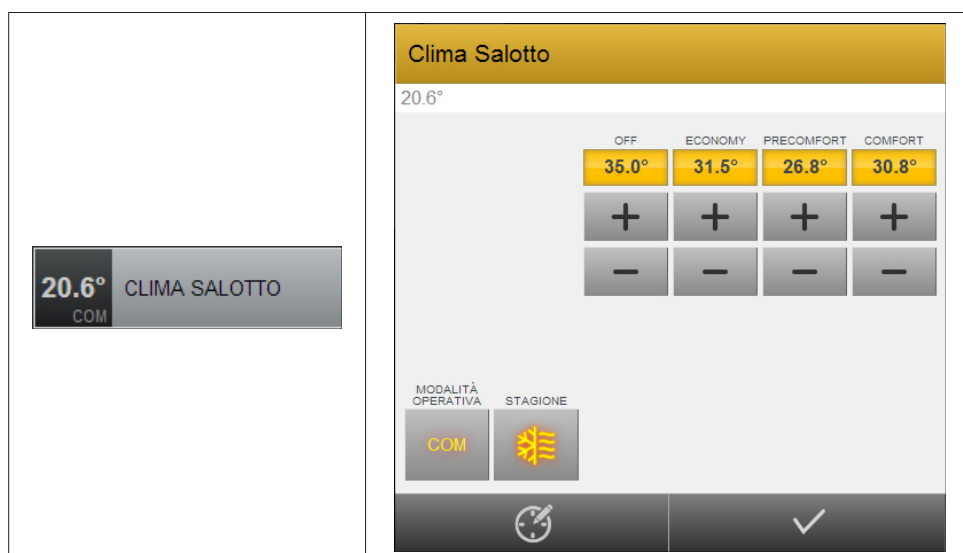 20.6°
CLIMA SALOTTO
COM
Clima Salotto
20.6°
OFF ECONOMY PRECOMFORT COMFORT
35.0° 31.5° 26.8° 30.8°
+ + + +
− − − −
MODALITÀ
OPERATIVA STAGIONE
COM